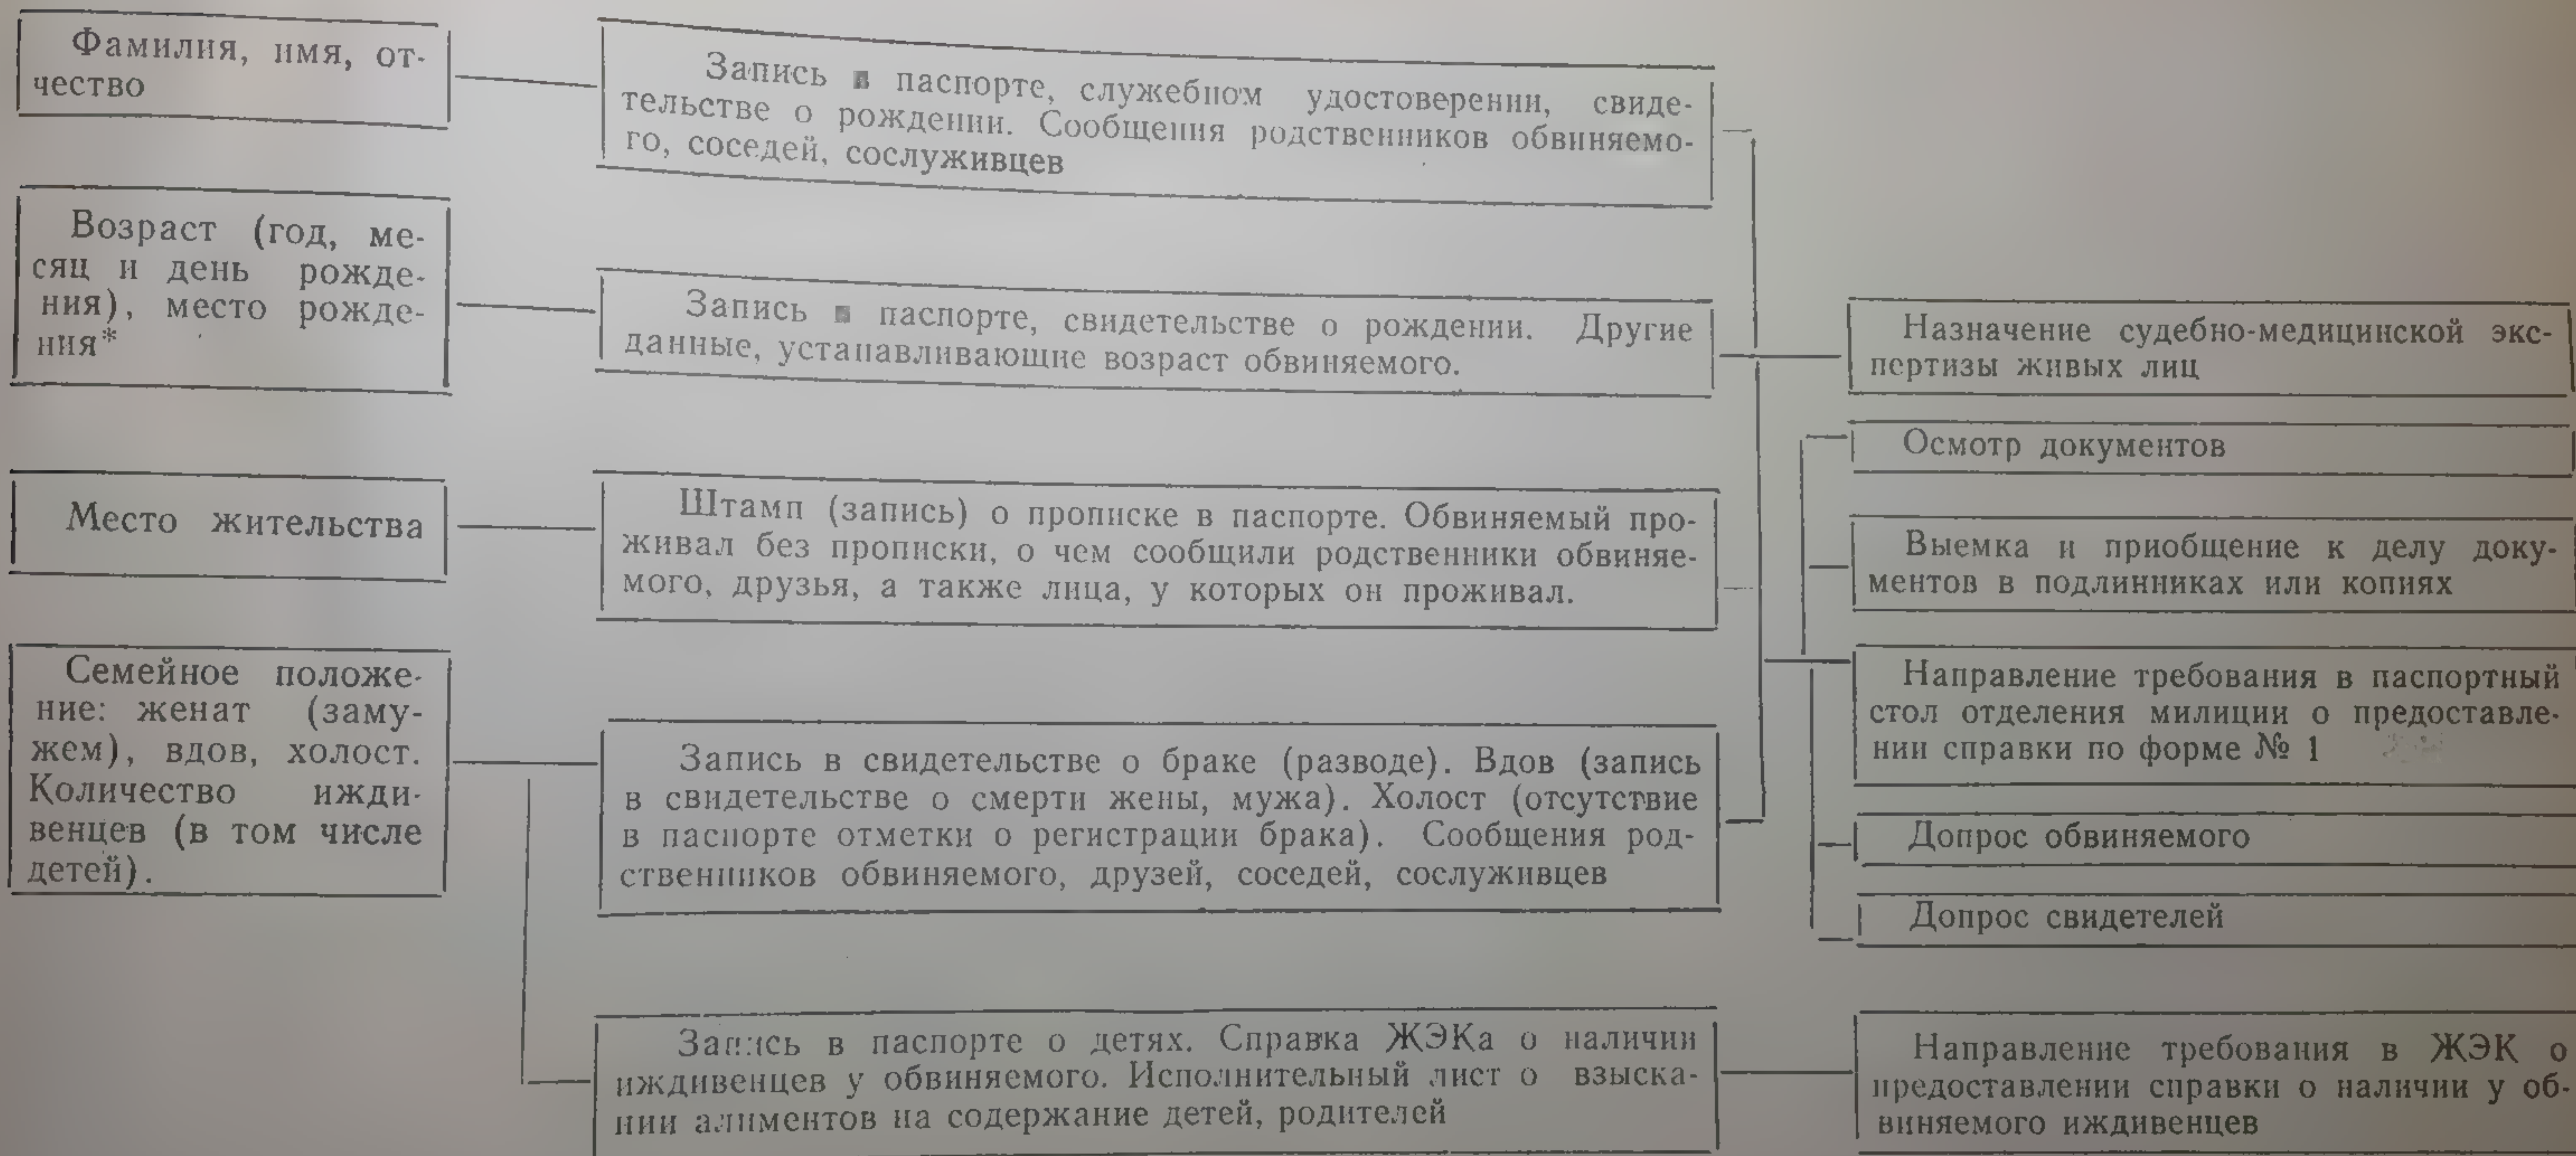 Фамилия, имя, от-
чество
Запись в паспорте, служебном удостоверении, свиде-
тельстве о рождении. Сообщения родственников обвиняемо-
го, соседей, сослуживцев
Возраст (год, ме-
сяц и день рожде-
ния), место рожде-
ния*
Запись в паспорте, свидетельстве о рождении. Другие
данные, устанавливающие возраст обвиняемого.
Назначение судебно-медицинской экс-
пертизы живых лиц
Осмотр документов
Место жительства
Штамп (запись) о прописке в паспорте. Обвиняемый про-
живал без прописки, о чем сообщили родственники обвиняе-
мого, друзья, а также лица, у которых он проживал.
Выемка и приобщение к делу доку-
ментов в подлинниках или копиях
Семейное положе-
ние: женат (заму-
жем), вдов, холост.
Количество ижди-
венцев (в том числе
детей).
Запись в свидетельстве о браке (разводе). Вдов (запись
в свидетельстве о смерти жены, мужа). Холост (отсутствие
в паспорте отметки о регистрации брака). Сообщения род-
ственников обвиняемого, друзей, соседей, сослуживцев
Направление требования в паспортный
стол отделения милиции о предоставле-
нии справки по форме № 1
Допрос обвиняемого
Допрос свидетелей
Запись в паспорте о детях. Справка ЖЭКа о наличии
иждивенцев у обвиняемого. Исполнительный лист о взыска-
нии алиментов на содержание детей, родителей
Направление требования в ЖЭК о
предоставлении справки о наличии у об-
виняемого иждивенцев